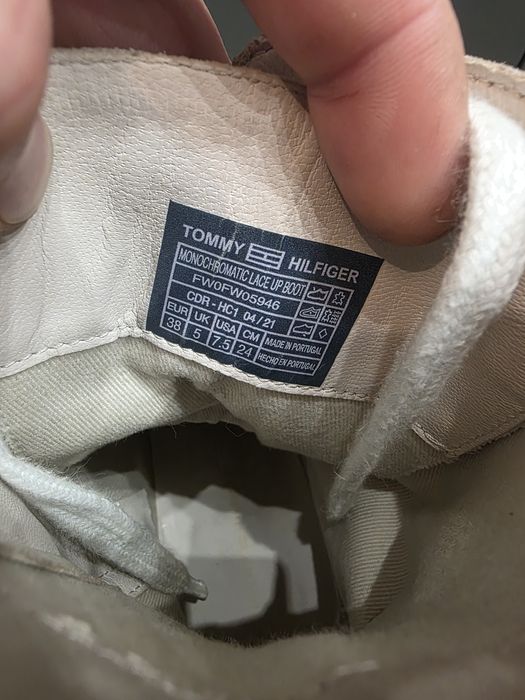 TOMMY HILFIGER
MONOCHROMATIC LACE UP BOOT
FW0FW05946
CDR - HC1 04/21
EUR UK USA CM MADE IN PORTUGAL
38 5 7.5 24 HECHO EN PORTUGAL